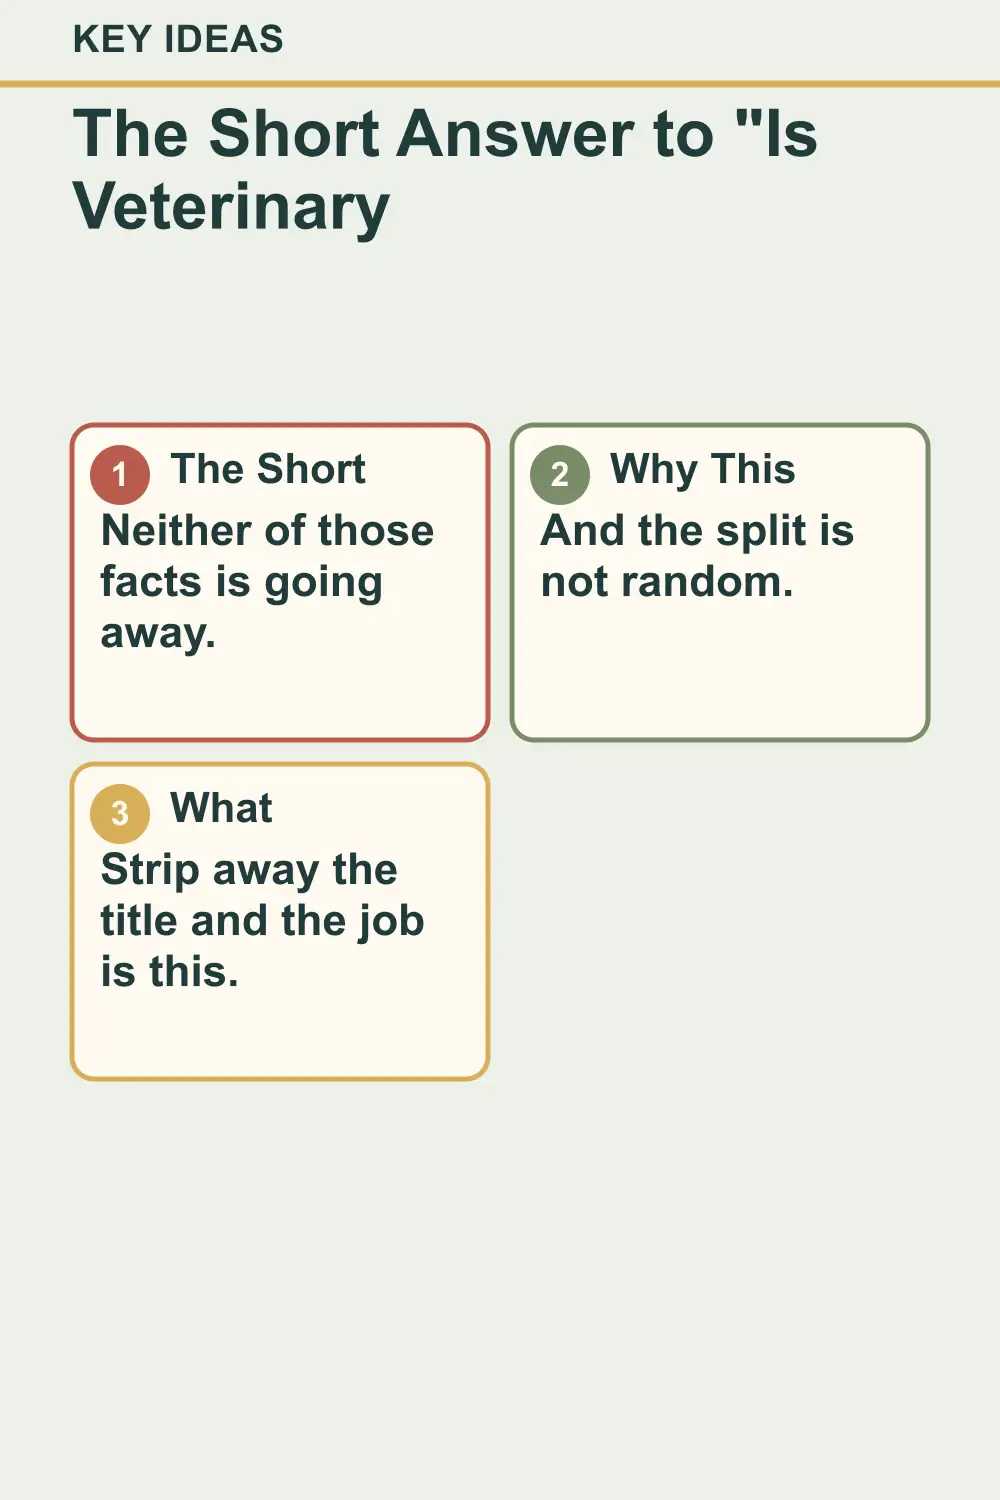 KEY IDEAS
The Short Answer to "Is
Veterinary
1 The Short
Neither of those
facts is going
away.
2 Why This
And the split is
not random.
3 What
Strip away the
title and the job
is this.